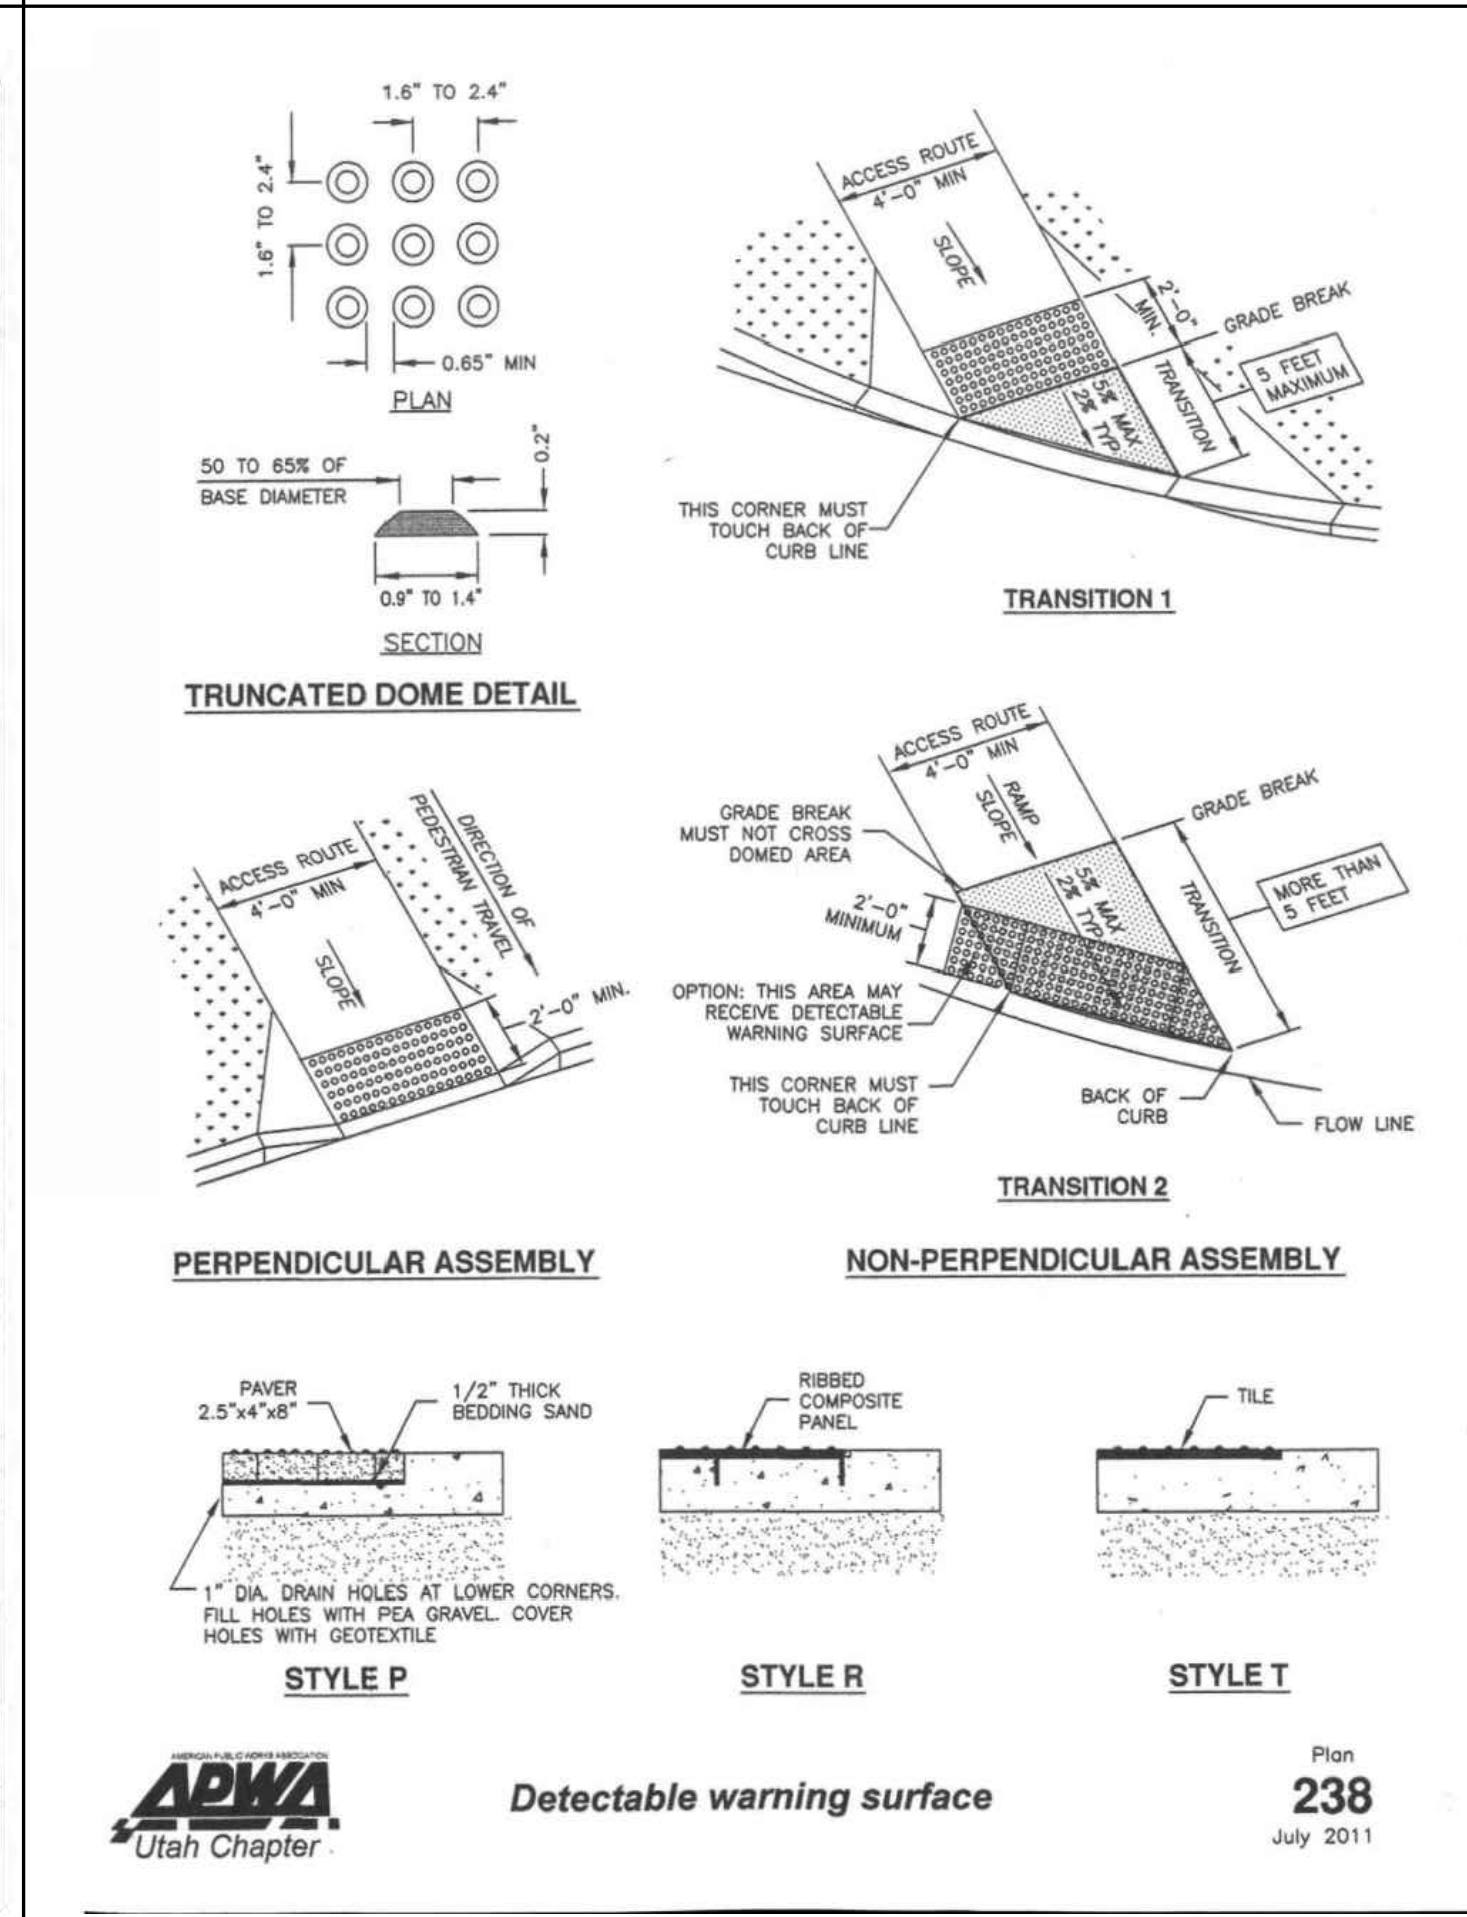 1.6" TO 2.4"
1.6" TO 2.4"
0.65" MIN
PLAN
50 TO 65% OF
BASE DIAMETER
0.2"
0.9" TO 1.4"
SECTION
TRUNCATED DOME DETAIL
ACCESS ROUTE
4'-0" MIN
SLOPE
2'-0"
MIN.
GRADE BREAK
5 FEET
MAXIMUM
TRANSITION
5% MAX
2% TYP.
THIS CORNER MUST
TOUCH BACK OF
CURB LINE
TRANSITION 1
ACCESS ROUTE
4'-0" MIN
SLOPE
DIRECTION OF
PEDESTRIAN TRAVEL
2'-0" MIN.
PERPENDICULAR ASSEMBLY
ACCESS ROUTE
4'-0" MIN
RAMP
SLOPE
GRADE BREAK
GRADE BREAK
MUST NOT CROSS
DOMED AREA
5% MAX
2% TYP.
MORE THAN
5 FEET
TRANSITION
2'-0"
MINIMUM
OPTION: THIS AREA MAY
RECEIVE DETECTABLE
WARNING SURFACE
THIS CORNER MUST
TOUCH BACK OF
CURB LINE
BACK OF
CURB
FLOW LINE
TRANSITION 2
NON-PERPENDICULAR ASSEMBLY
PAVER
2.5"x4"x8"
1/2" THICK
BEDDING SAND
1" DIA. DRAIN HOLES AT LOWER CORNERS.
FILL HOLES WITH PEA GRAVEL. COVER
HOLES WITH GEOTEXTILE
STYLE P
RIBBED
COMPOSITE
PANEL
STYLE R
TILE
STYLE T
AMERICAN PUBLIC WORKS ASSOCIATION
APWA
Utah Chapter
Detectable warning surface
Plan
238
July 2011